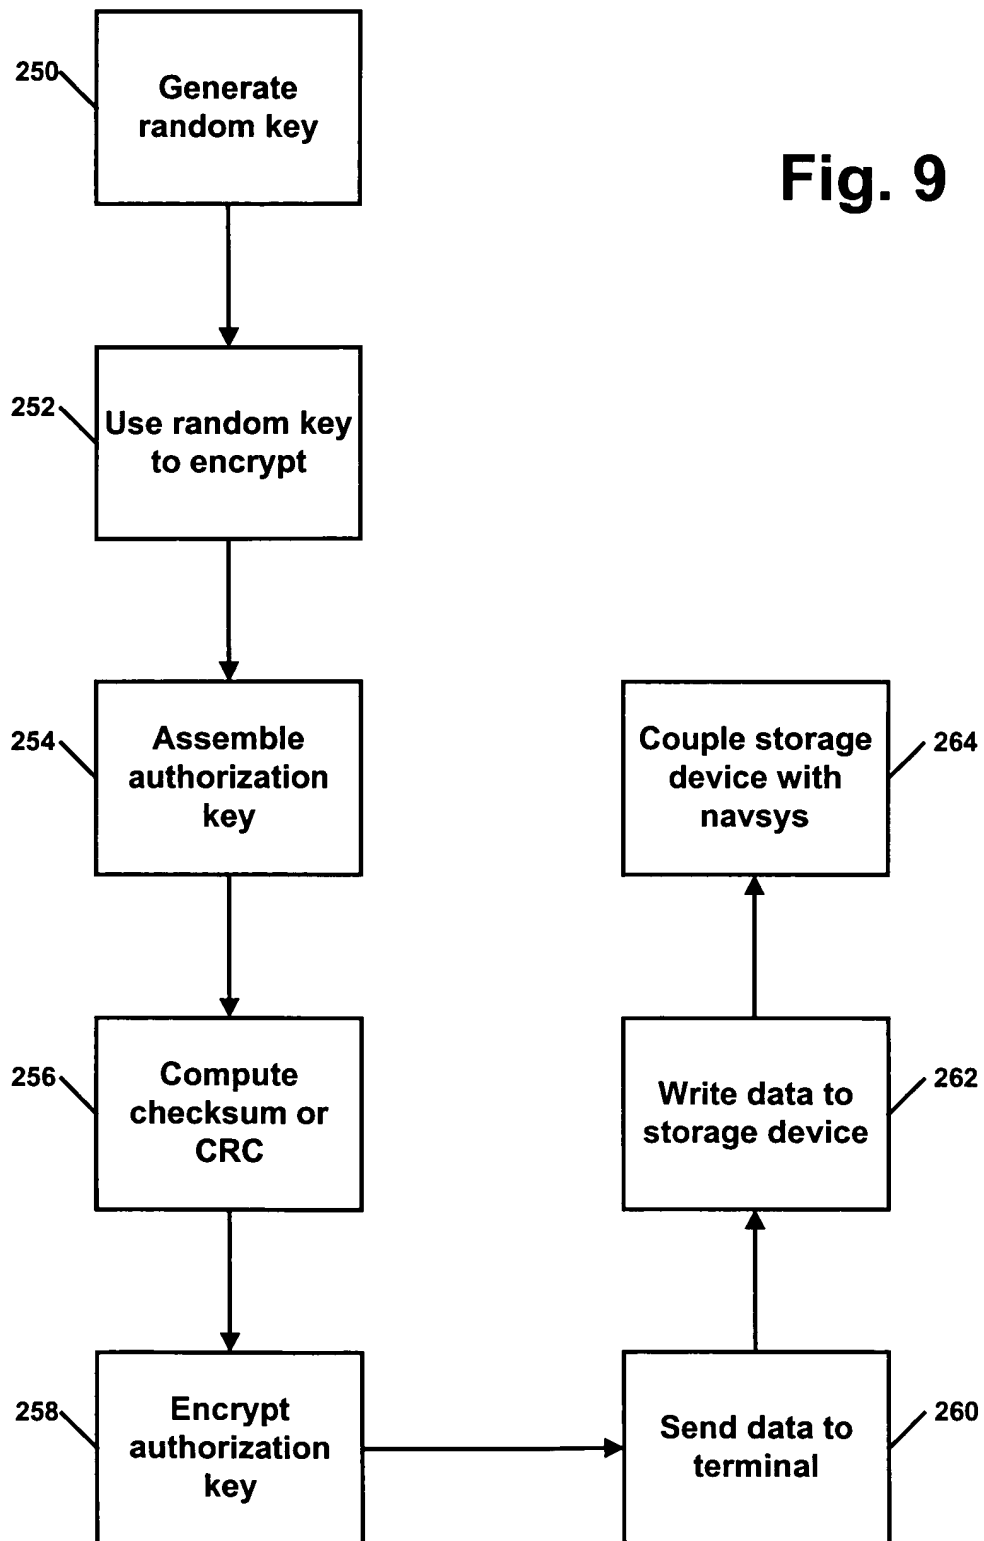 250
Generate
random key
Fig. 9
252
Use random key
to encrypt
254
Assemble
authorization
key
256
Compute
checksum or
CRC
258
Encrypt
authorization
key
260
Send data to
terminal
262
Write data to
storage device
264
Couple storage
device with
navsys